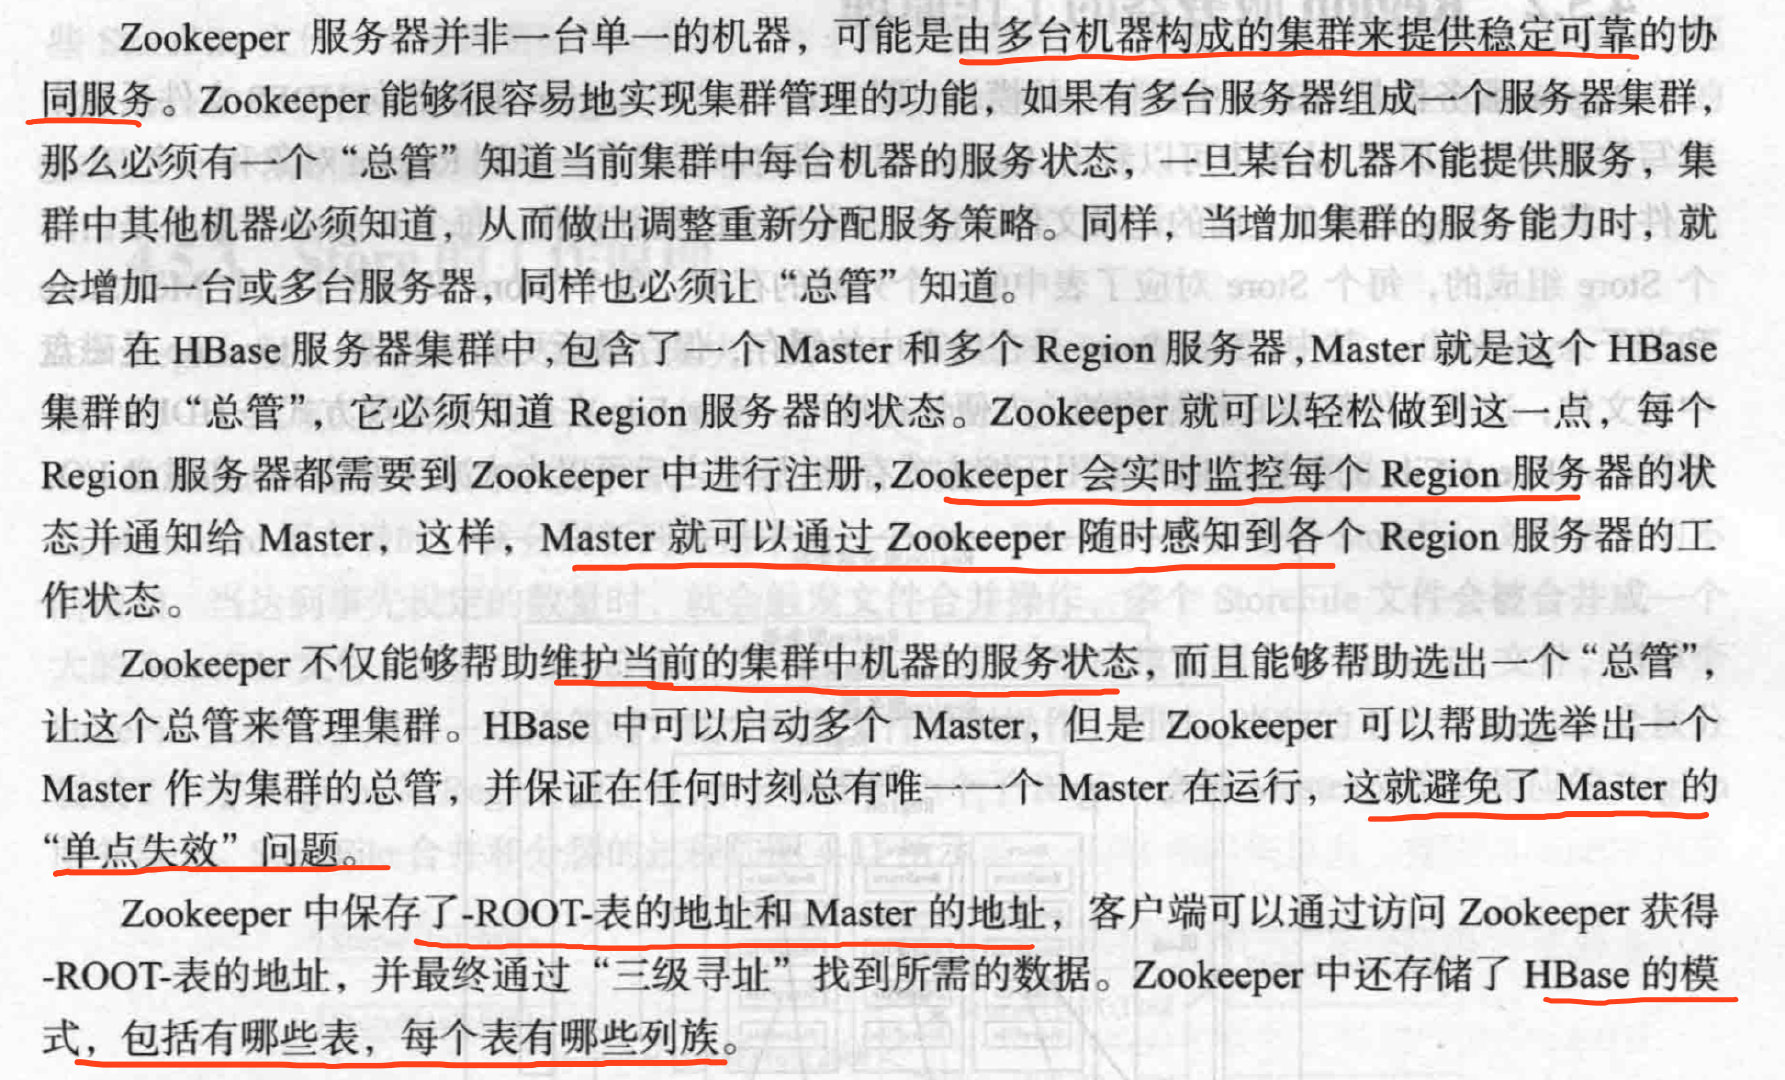 Zookeeper 服务器并非一台单一的机器，可能是由多台机器构成的集群来提供稳定可靠的协
同服务。Zookeeper 能够很容易地实现集群管理的功能，如果有多台服务器组成一个服务器集群，
那么必须有一个“总管”知道当前集群中每台机器的服务状态，一旦某台机器不能提供服务，集
群中其他机器必须知道，从而做出调整重新分配服务策略。同样，当增加集群的服务能力时，就
会增加一台或多台服务器，同样也必须让“总管”知道。
在 HBase 服务器集群中，包含了一个 Master 和多个 Region 服务器，Master 就是这个 HBase
集群的“总管”，它必须知道 Region 服务器的状态。Zookeeper 就可以轻松做到这一点，每个
Region 服务器都需要到 Zookeeper 中进行注册，Zookeeper 会实时监控每个 Region 服务器的状
态并通知给 Master，这样，Master 就可以通过 Zookeeper 随时感知到各个 Region 服务器的工
作状态。
Zookeeper 不仅能够帮助维护当前的集群中机器的服务状态，而且能够帮助选出一个“总管”，
让这个总管来管理集群。HBase 中可以启动多个 Master，但是 Zookeeper 可以帮助选举出一个
Master 作为集群的总管，并保证在任何时刻总有唯一一个 Master 在运行，这就避免了 Master 的
“单点失效”问题。
Zookeeper 中保存了-ROOT-表的地址和 Master 的地址，客户端可以通过访问 Zookeeper 获得
-ROOT-表的地址，并最终通过“三级寻址”找到所需的数据。Zookeeper 中还存储了 HBase 的模
式，包括有哪些表，每个表有哪些列族。